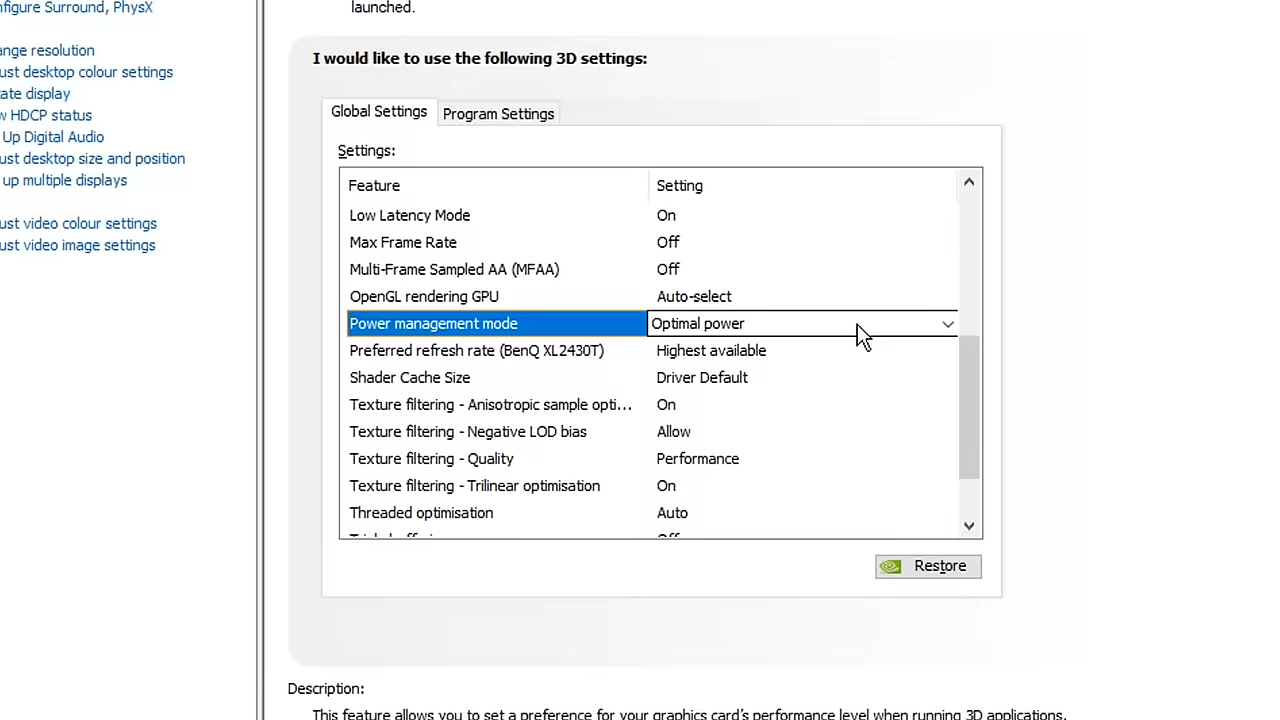 nfigure Surround, PhysX
ange resolution
ust desktop colour settings
ate display
w HDCP status
Up Digital Audio
ust desktop size and position
up multiple displays
ust video colour settings
ust video image settings
launched.
I would like to use the following 3D settings:
Global Settings
Program Settings
Settings:
Feature Setting
Low Latency Mode On
Max Frame Rate Off
Multi-Frame Sampled AA (MFAA) Off
OpenGL rendering GPU Auto-select
Power management mode Optimal power
Preferred refresh rate (BenQ XL2430T) Highest available
Shader Cache Size Driver Default
Texture filtering - Anisotropic sample opti... On
Texture filtering - Negative LOD bias Allow
Texture filtering - Quality Performance
Texture filtering - Trilinear optimisation On
Threaded optimisation Auto
Restore
Description:
This feature allows you to set a preference for your graphics card's performance level when running 3D applications.